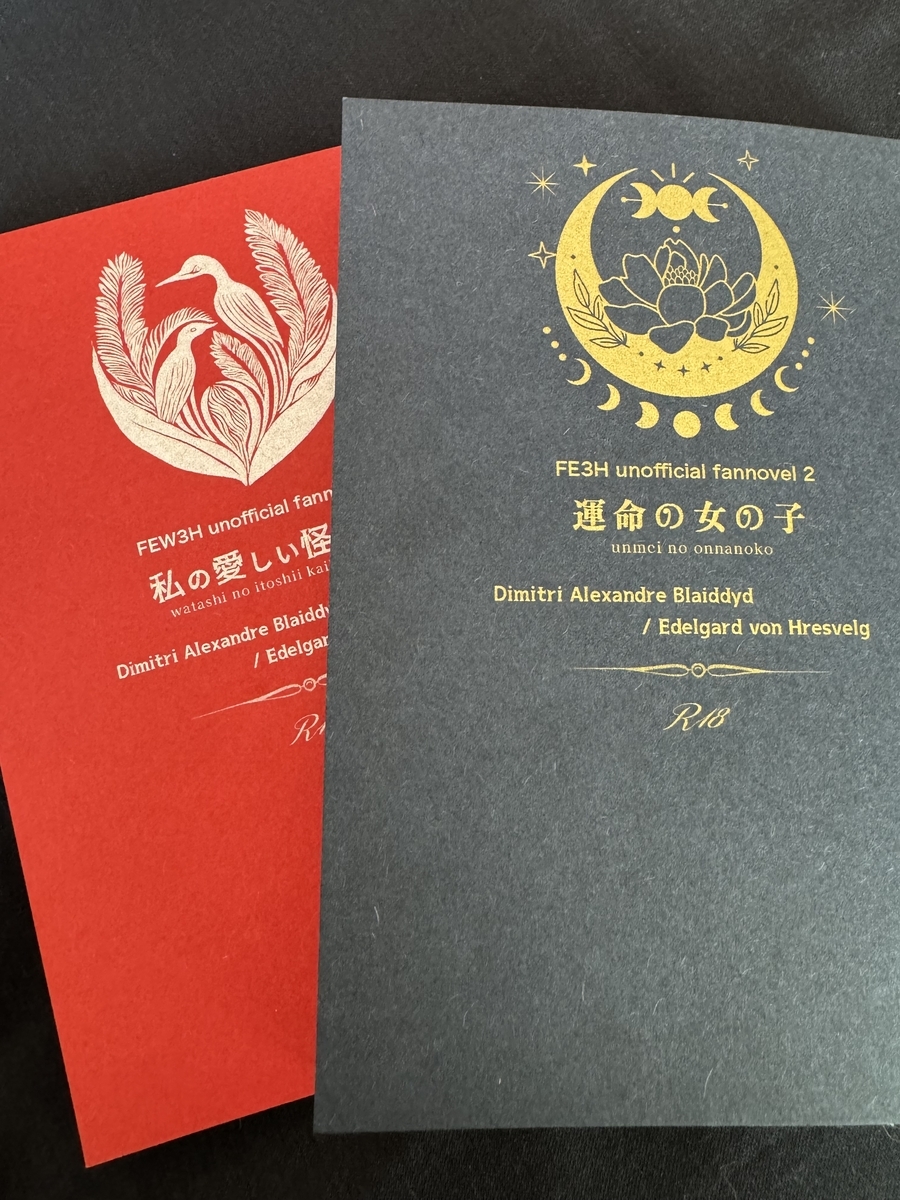 FEW3H unofficial fann
私の愛しい怪
watashi no itoshii kai
Dimitri Alexandre Blaiddy
/ Edelgar
FE3H unofficial fannovel 2
運命の女の子
unmei no onnanoko
Dimitri Alexandre Blaiddyd
/ Edelgard von Hresvelg
R18